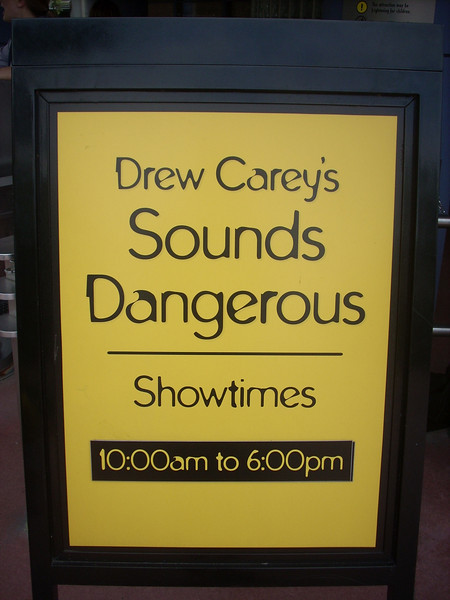 Drew Carey's
Sounds
Dangerous
Showtimes
10:00am to 6:00pm